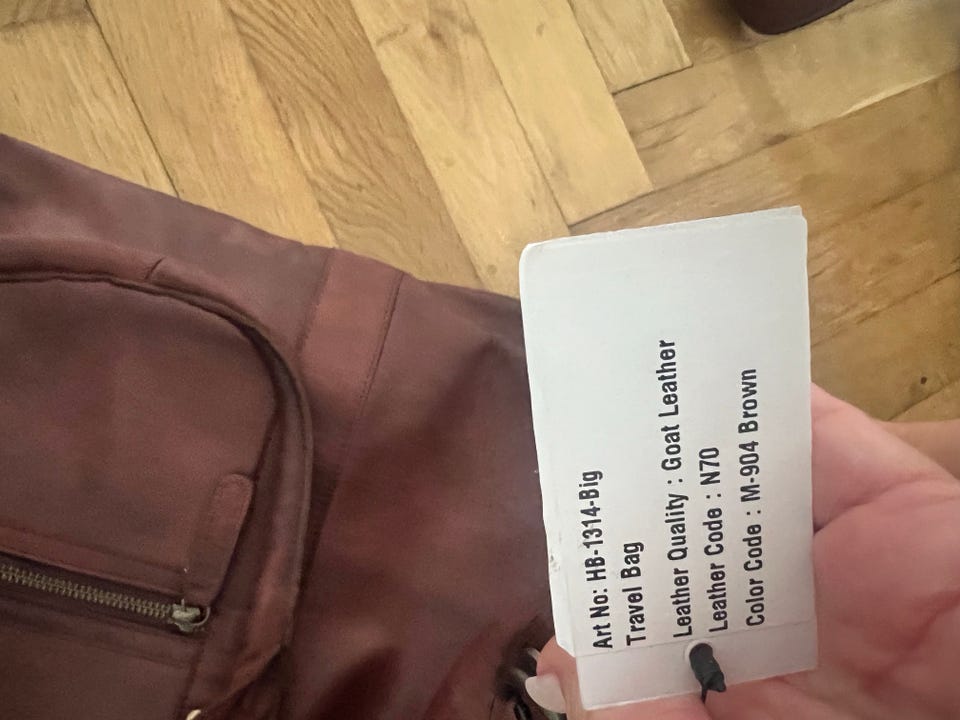 Art No: HB-1314-Big
Travel Bag
Leather Quality : Goat Leather
Leather Code : N70
Color Code : M-904 Brown